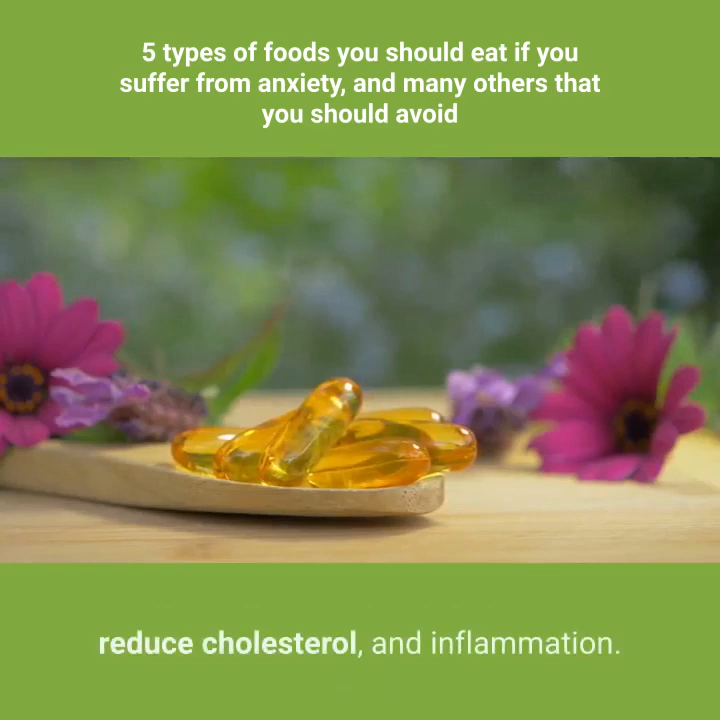 5 types of foods you should eat if you
suffer from anxiety, and many others that
you should avoid
reduce cholesterol, and inflammation.